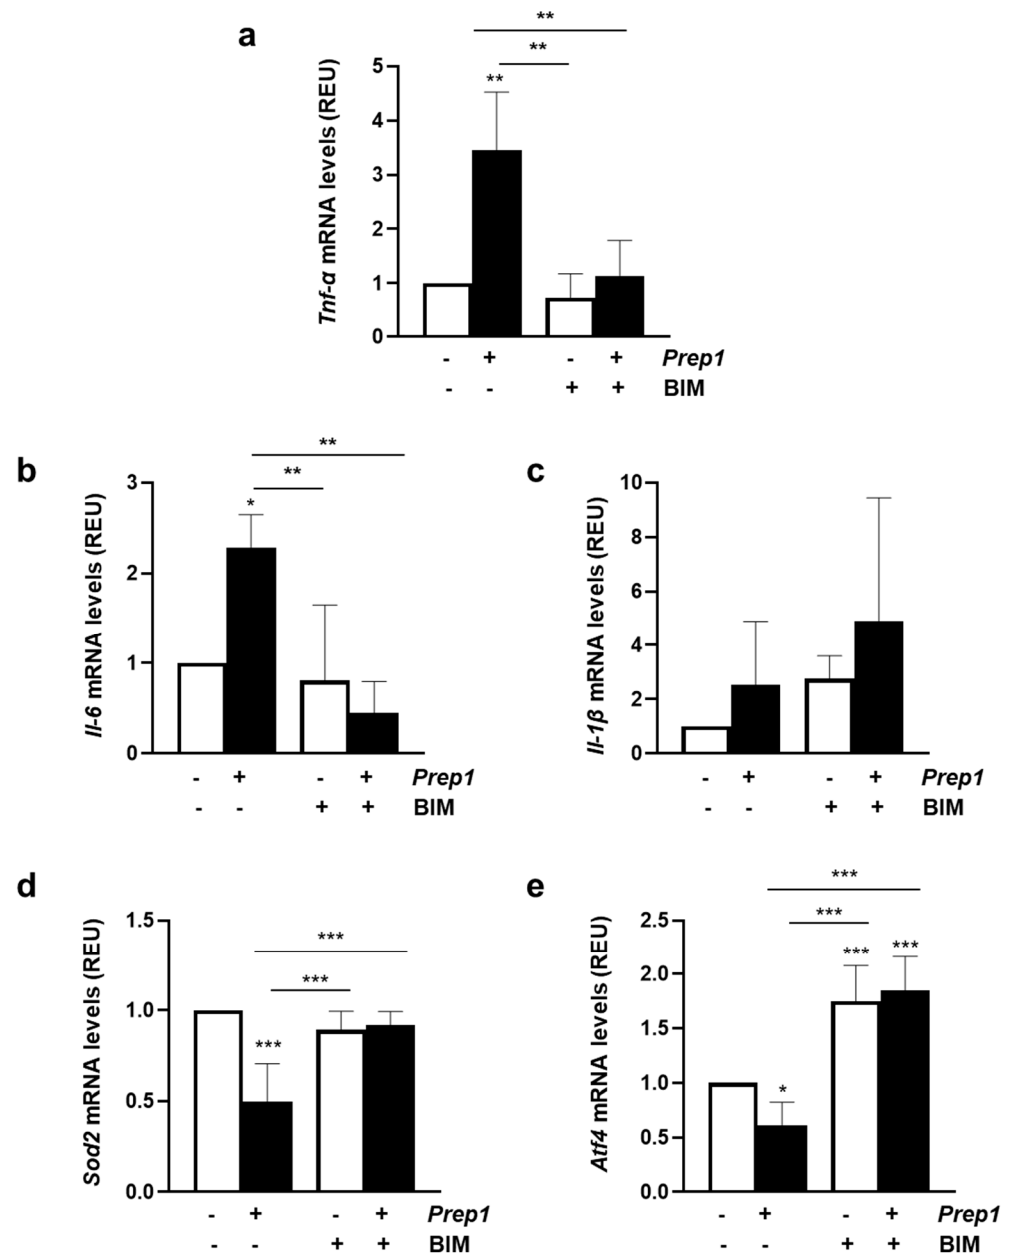 a
**
**
**
5
4
3
2
1
0
Tnf-α mRNA levels (REU)
- + - + Prep1
- - + + BIM
b
**
**
*
3
2
1
0
Il-6 mRNA levels (REU)
- + - + Prep1
- - + + BIM
c
10
8
6
4
2
0
Il-1β mRNA levels (REU)
- + - + Prep1
- - + + BIM
d
***
***
***
1.5
1.0
0.5
0.0
Sod2 mRNA levels (REU)
- + - + Prep1
- - + + BIM
e
***
***
*** ***
*
2.5
2.0
1.5
1.0
0.5
0.0
Atf4 mRNA levels (REU)
- + - + Prep1
- - + + BIM